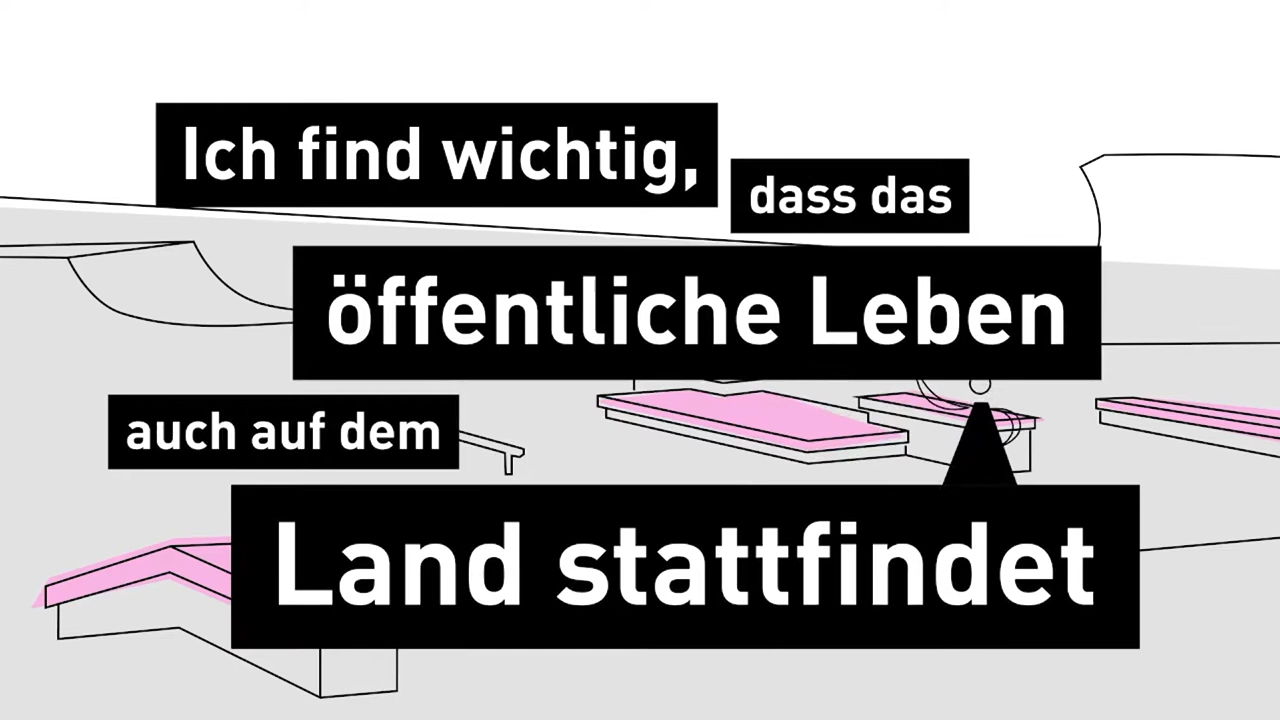 Ich find wichtig,
dass das
öffentliche Leben
auch auf dem
Land stattfindet